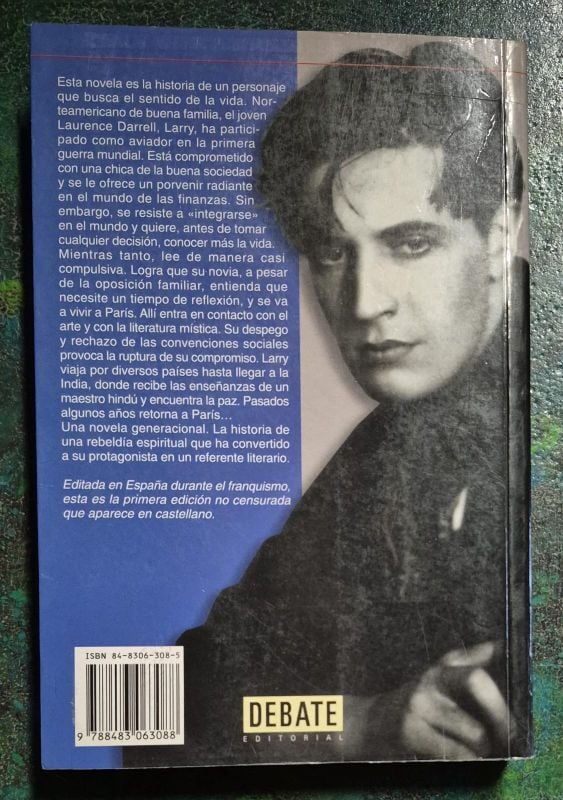 Esta novela es la historia de un personaje
que busca el sentido de la vida. Nor-
teamericano de buena familia, el joven
Laurence Darrell, Larry, ha partici-
pado como aviador en la primera
guerra mundial. Está comprometido
con una chica de la buena sociedad
y se le ofrece un porvenir radiante
en el mundo de las finanzas. Sin
embargo, se resiste a «integrarse»
en el mundo y quiere, antes de tomar
cualquier decisión, conocer más la vida.
Mientras tanto, lee de manera casi
compulsiva. Logra que su novia, a pesar
de la oposición familiar, entienda que
necesite un tiempo de reflexión, y se va
a vivir a París. Allí entra en contacto con el
arte y con la literatura mística. Su despego
y rechazo de las convenciones sociales
provoca la ruptura de su compromiso. Larry
viaja por diversos países hasta llegar a la
India, donde recibe las enseñanzas de un
maestro hindú y encuentra la paz. Pasados
algunos años retorna a París...
Una novela generacional. La historia de
una rebeldía espiritual que ha convertido
a su protagonista en un referente literario.
Editada en España durante el franquismo,
esta es la primera edición no censurada
que aparece en castellano.
ISBN 84-8306-308-5
9 788483 063088
DEBATE
EDITORIAL